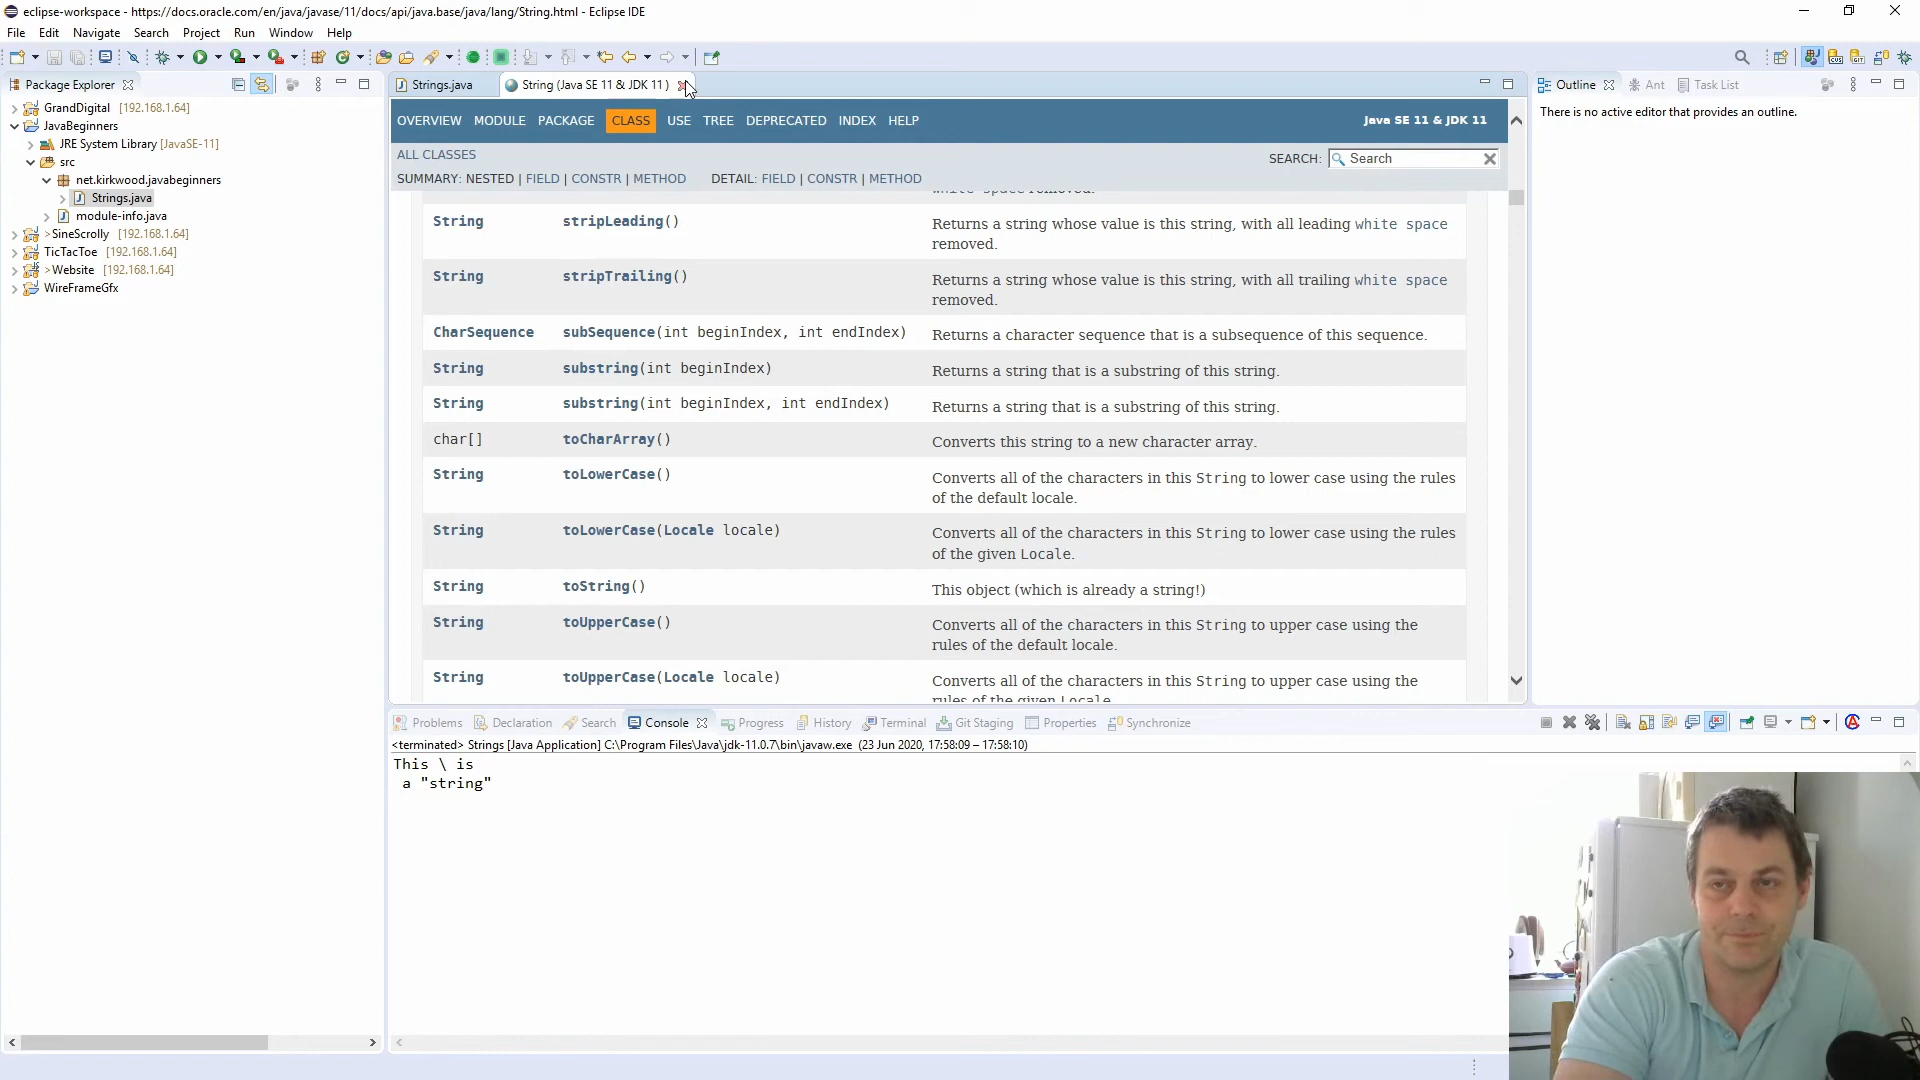 eclipse-workspace - https://docs.oracle.com/en/java/javase/11/docs/api/java.base/java/lang/String.html - Eclipse IDE
File Edit Navigate Search Project Run Window Help
Package Explorer
GrandDigital [192.168.1.64]
JavaBeginners
JRE System Library [JavaSE-11]
src
net.kirkwood.javabeginners
Strings.java
module-info.java
>SineScrolly [192.168.1.64]
TicTacToe [192.168.1.64]
>Website [192.168.1.64]
WireFrameGfx
Strings.java String (Java SE 11 & JDK 11 )
OVERVIEW MODULE PACKAGE CLASS USE TREE DEPRECATED INDEX HELP Java SE 11 & JDK 11
ALL CLASSES
SEARCH: Search
SUMMARY: NESTED | FIELD | CONSTR | METHOD DETAIL: FIELD | CONSTR | METHOD
white space removed.
String stripLeading() Returns a string whose value is this string, with all leading white space
removed.
String stripTrailing() Returns a string whose value is this string, with all trailing white space
removed.
CharSequence subSequence(int beginIndex, int endIndex) Returns a character sequence that is a subsequence of this sequence.
String substring(int beginIndex) Returns a string that is a substring of this string.
String substring(int beginIndex, int endIndex) Returns a string that is a substring of this string.
char[] toCharArray() Converts this string to a new character array.
String toLowerCase() Converts all of the characters in this String to lower case using the rules
of the default locale.
String toLowerCase(Locale locale) Converts all of the characters in this String to lower case using the rules
of the given Locale.
String toString() This object (which is already a string!)
String toUpperCase() Converts all of the characters in this String to upper case using the
rules of the default locale.
String toUpperCase(Locale locale) Converts all of the characters in this String to upper case using the
rules of the given Locale.
Outline Ant Task List
There is no active editor that provides an outline.
Problems Declaration Search Console Progress History Terminal Git Staging Properties Synchronize
<terminated> Strings [Java Application] C:\Program Files\Java\jdk-11.0.7\bin\javaw.exe (23 Jun 2020, 17:58:09 – 17:58:10)
This \ is
a "string"